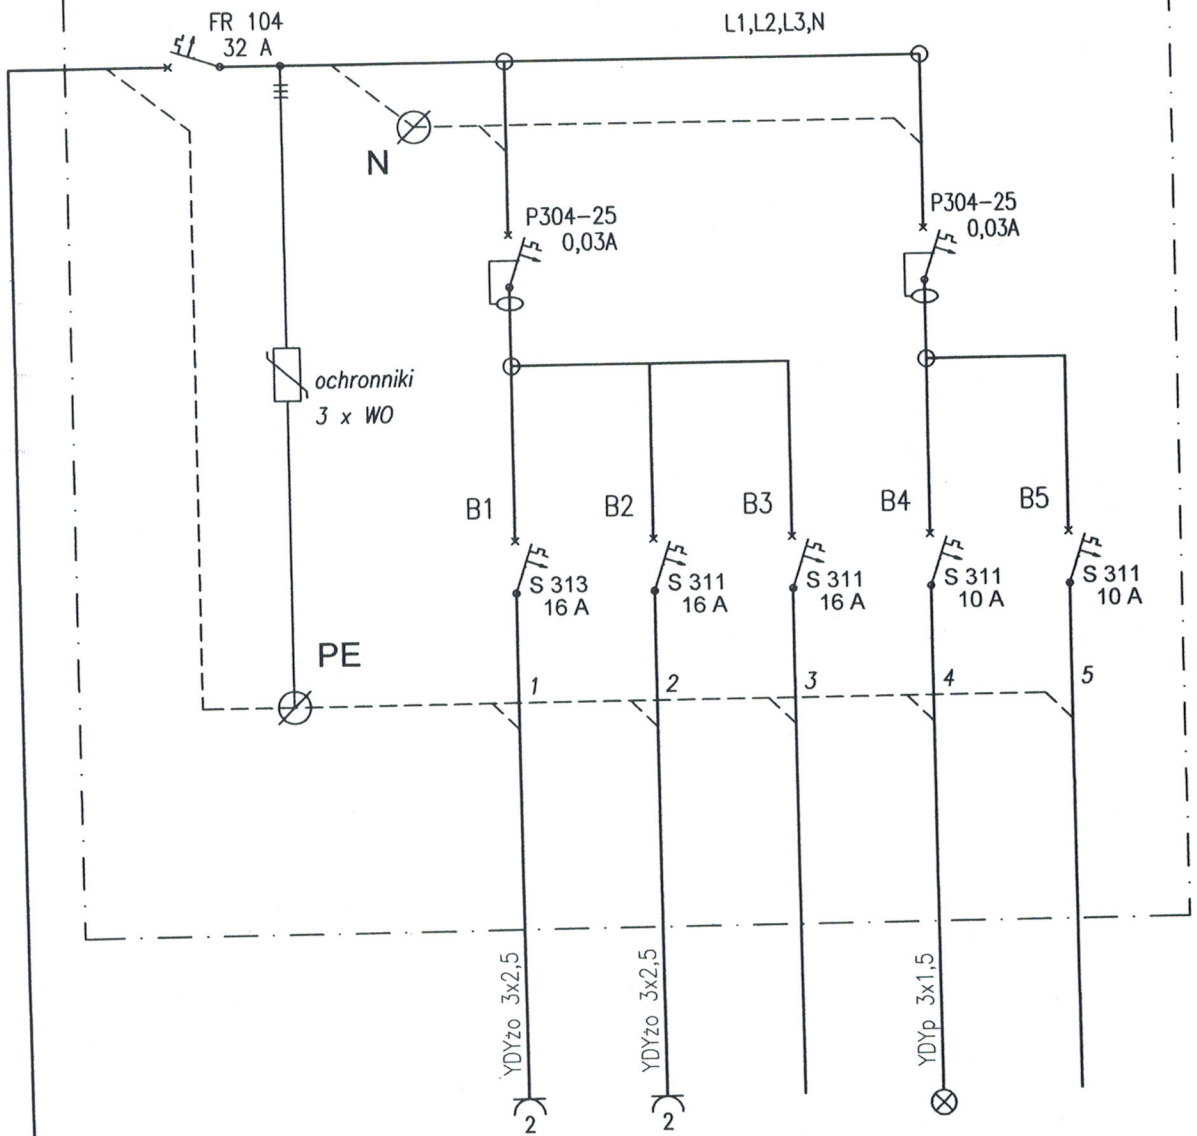 FR 104
32 A
L1,L2,L3,N
N
P304-25
0,03A
P304-25
0,03A
ochronniki
3 x WO
B1
B2
B3
B4
B5
S 313
16 A
S 311
16 A
S 311
16 A
S 311
10 A
S 311
10 A
PE
1
2
3
4
5
YDYżo 3x2,5
YDYżo 3x2,5
YDYp 3x1,5
2
2